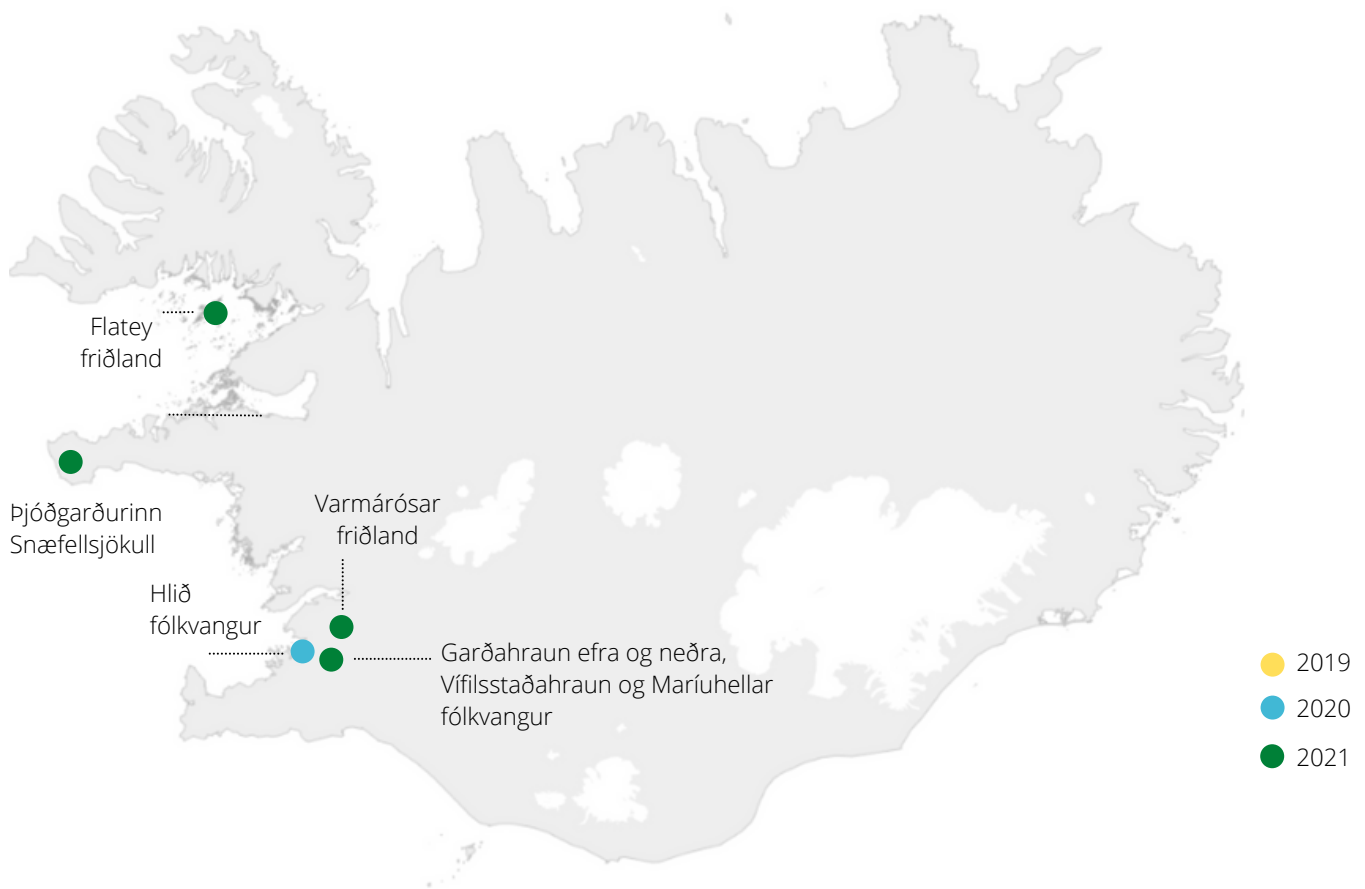 Flatey
friðland
Þjóðgarðurinn
Snæfellsjökull
Varmárósar
friðland
Hlið
fólkvangur
Garðahraun efra og neðra,
Vífilsstaðahraun og Maríuhellar
fólkvangur
2019
2020
2021